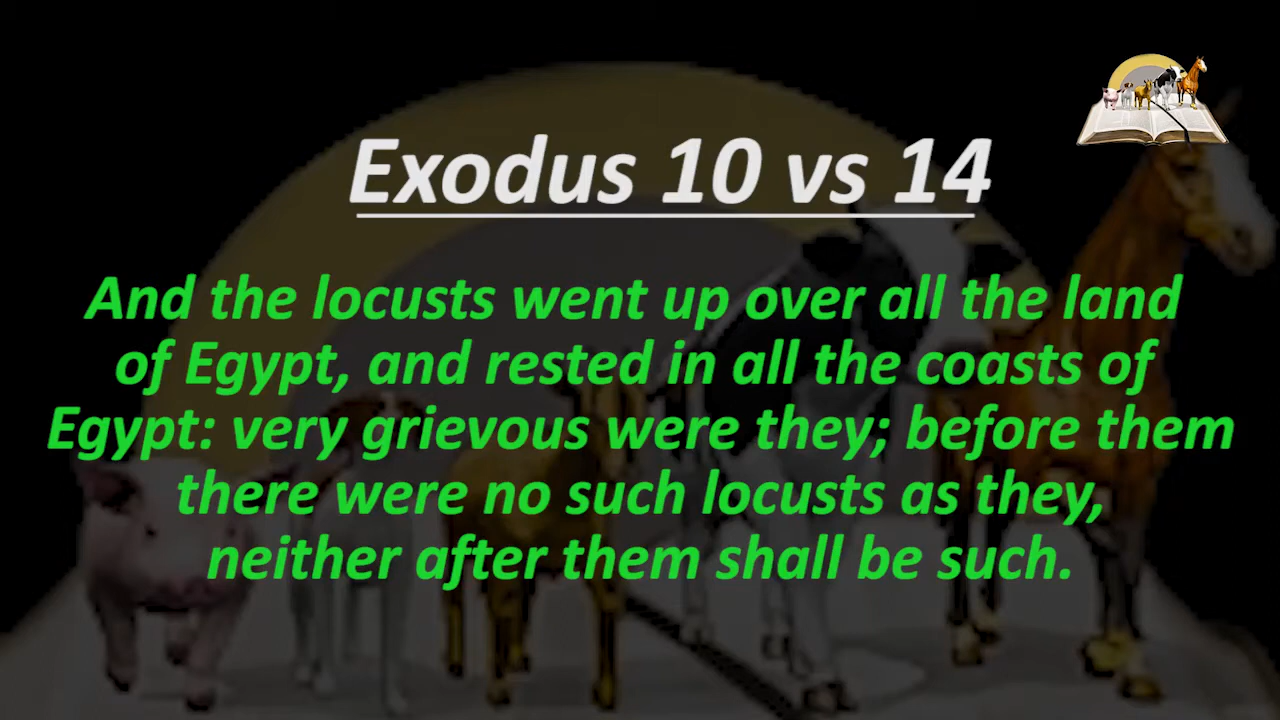 Exodus 10 vs 14
And the locusts went up over all the land
of Egypt, and rested in all the coasts of
Egypt: very grievous were they; before them
there were no such locusts as they,
neither after them shall be such.